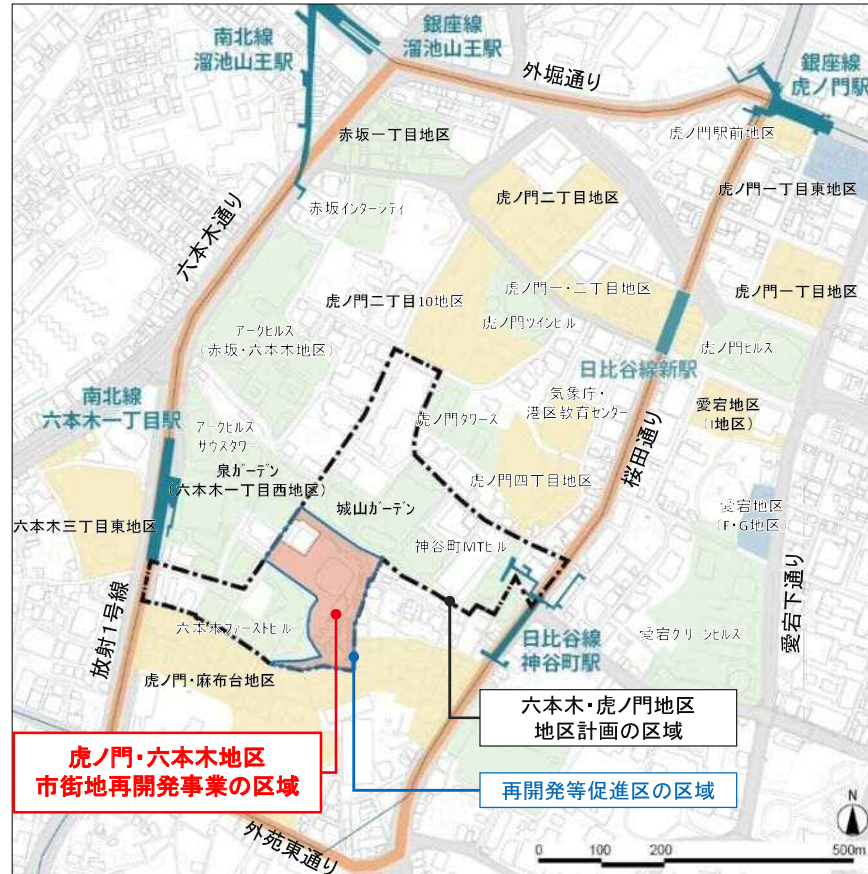 南北線
溜池山王駅
銀座線
溜池山王駅
外堀通り
銀座線
虎ノ門駅
赤坂一丁目地区
虎ノ門駅前地区
虎ノ門一丁目東地区
六本木通り
赤坂インターシティ
虎ノ門二丁目地区
虎ノ門二丁目10地区
虎ノ門一・二丁目地区
虎ノ門一丁目地区
アークヒルズ
（赤坂・六本木地区）
虎ノ門ツインビル
虎ノ門ヒルズ
日比谷線新駅
南北線
六本木一丁目駅
気象庁・
港区教育センター
愛宕地区
（I地区）
アークヒルズ
サウスタワー
虎ノ門タワーズ
桜田通り
泉ガーデン
（六本木一丁目西地区）
虎ノ門四丁目地区
六本木三丁目東地区
城山ガーデン
愛宕地区
（F・G地区）
神谷町MTビル
愛宕下通り
放射1号線
六本木ファーストビル
日比谷線
神谷町駅
愛宕グリーンヒルズ
虎ノ門・麻布台地区
六本木・虎ノ門地区
地区計画の区域
虎ノ門・六本木地区
市街地再開発事業の区域
再開発等促進区の区域
外苑東通り
N
0 100 200 500m